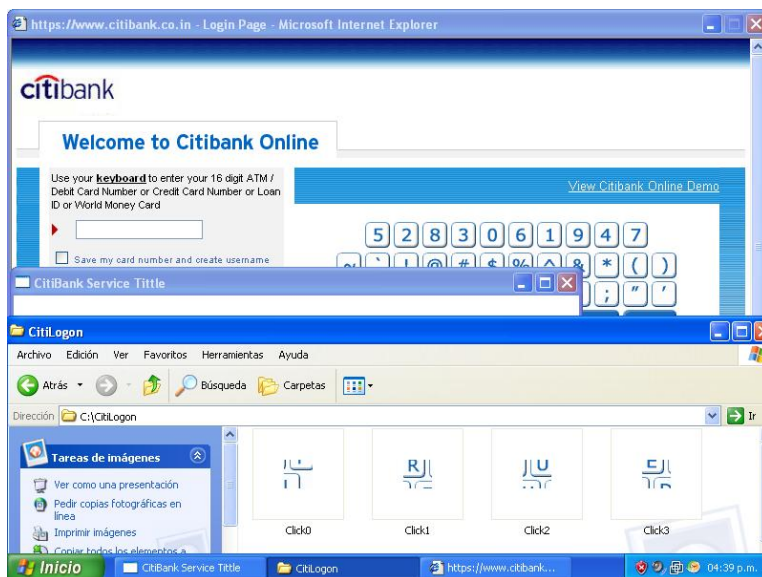 https://www.citibank.co.in - Login Page - Microsoft Internet Explorer
citibank
Welcome to Citibank Online
Use your keyboard to enter your 16 digit ATM /
Debit Card Number or Credit Card Number or Loan
ID or World Money Card
View Citibank Online Demo
5 2 8 3 0 6 1 9 4 7
~ ` ! @ # $ % ^ & * ( )
Save my card number and create username
; " '
CitiBank Service Tittle
CitiLogon
Archivo Edición Ver Favoritos Herramientas Ayuda
Atrás Búsqueda Carpetas
Dirección C:\CitiLogon Ir
Tareas de imágenes
Ver como una presentación
Pedir copias fotográficas en
línea
Imprimir imágenes
Copiar todos los elementos a
R U E
Click0 Click1 Click2 Click3
Inicio CitiBank Service Tittle CitiLogon https://www.citibank... 04:39 p.m.